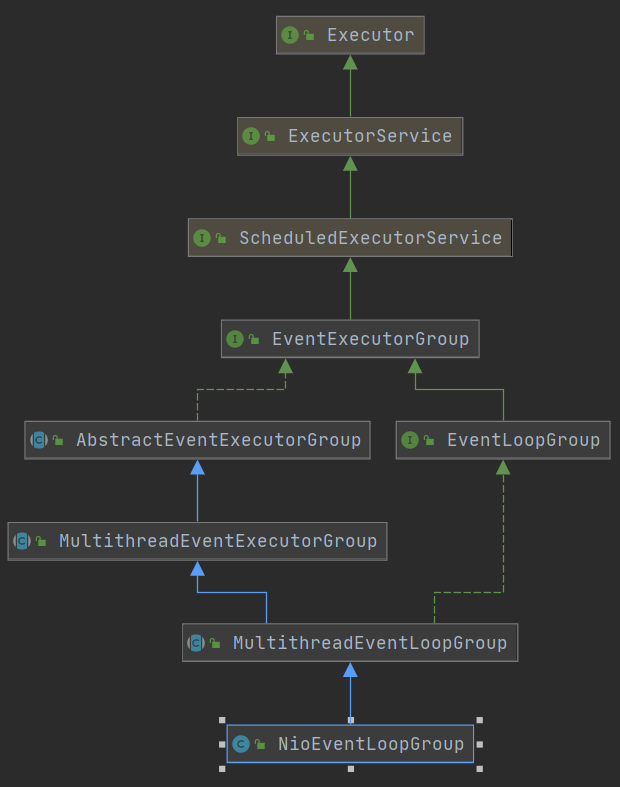 Executor
ExecutorService
ScheduledExecutorService
EventExecutorGroup
AbstractEventExecutorGroup
EventLoopGroup
MultithreadEventExecutorGroup
MultithreadEventLoopGroup
NioEventLoopGroup